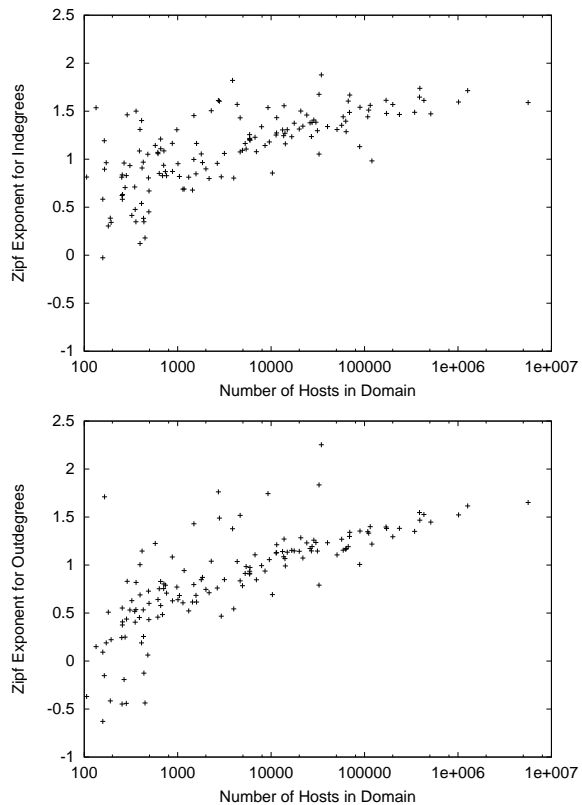 2.5
2
1.5
1
0.5
0
-0.5
-1
Zipf Exponent for Indegrees
100 1000 10000 100000 1e+006 1e+007
Number of Hosts in Domain
2.5
2
1.5
1
0.5
0
-0.5
-1
Zipf Exponent for Outdegrees
100 1000 10000 100000 1e+006 1e+007
Number of Hosts in Domain